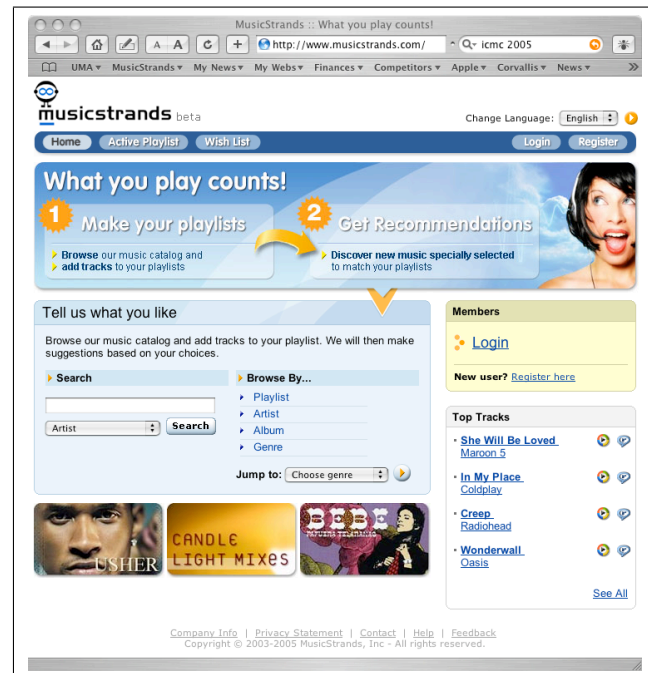 MusicStrands :: What you play counts!
A A http://www.musicstrands.com/ icmc 2005
UMA MusicStrands My News My Webs Finances Competitors Apple Corvallis News
musicstrands beta
Change Language: English
Home Active Playlist Wish List Login Register
What you play counts!
1 Make your playlists
2 Get Recommendations
Browse our music catalog and
add tracks to your playlists
Discover new music specially selected
to match your playlists
Tell us what you like
Browse our music catalog and add tracks to your playlist. We will then make
suggestions based on your choices.
Search
Artist Search
Browse By...
Playlist
Artist
Album
Genre
Jump to: Choose genre
Members
Login
New user? Register here
Top Tracks
She Will Be Loved
Maroon 5
In My Place
Coldplay
Creep
Radiohead
Wonderwall
Oasis
See All
USHER
CANDLE
LIGHT MIXES
BEBE
Company Info | Privacy Statement | Contact | Help | Feedback
Copyright © 2003-2005 MusicStrands, Inc - All rights reserved.